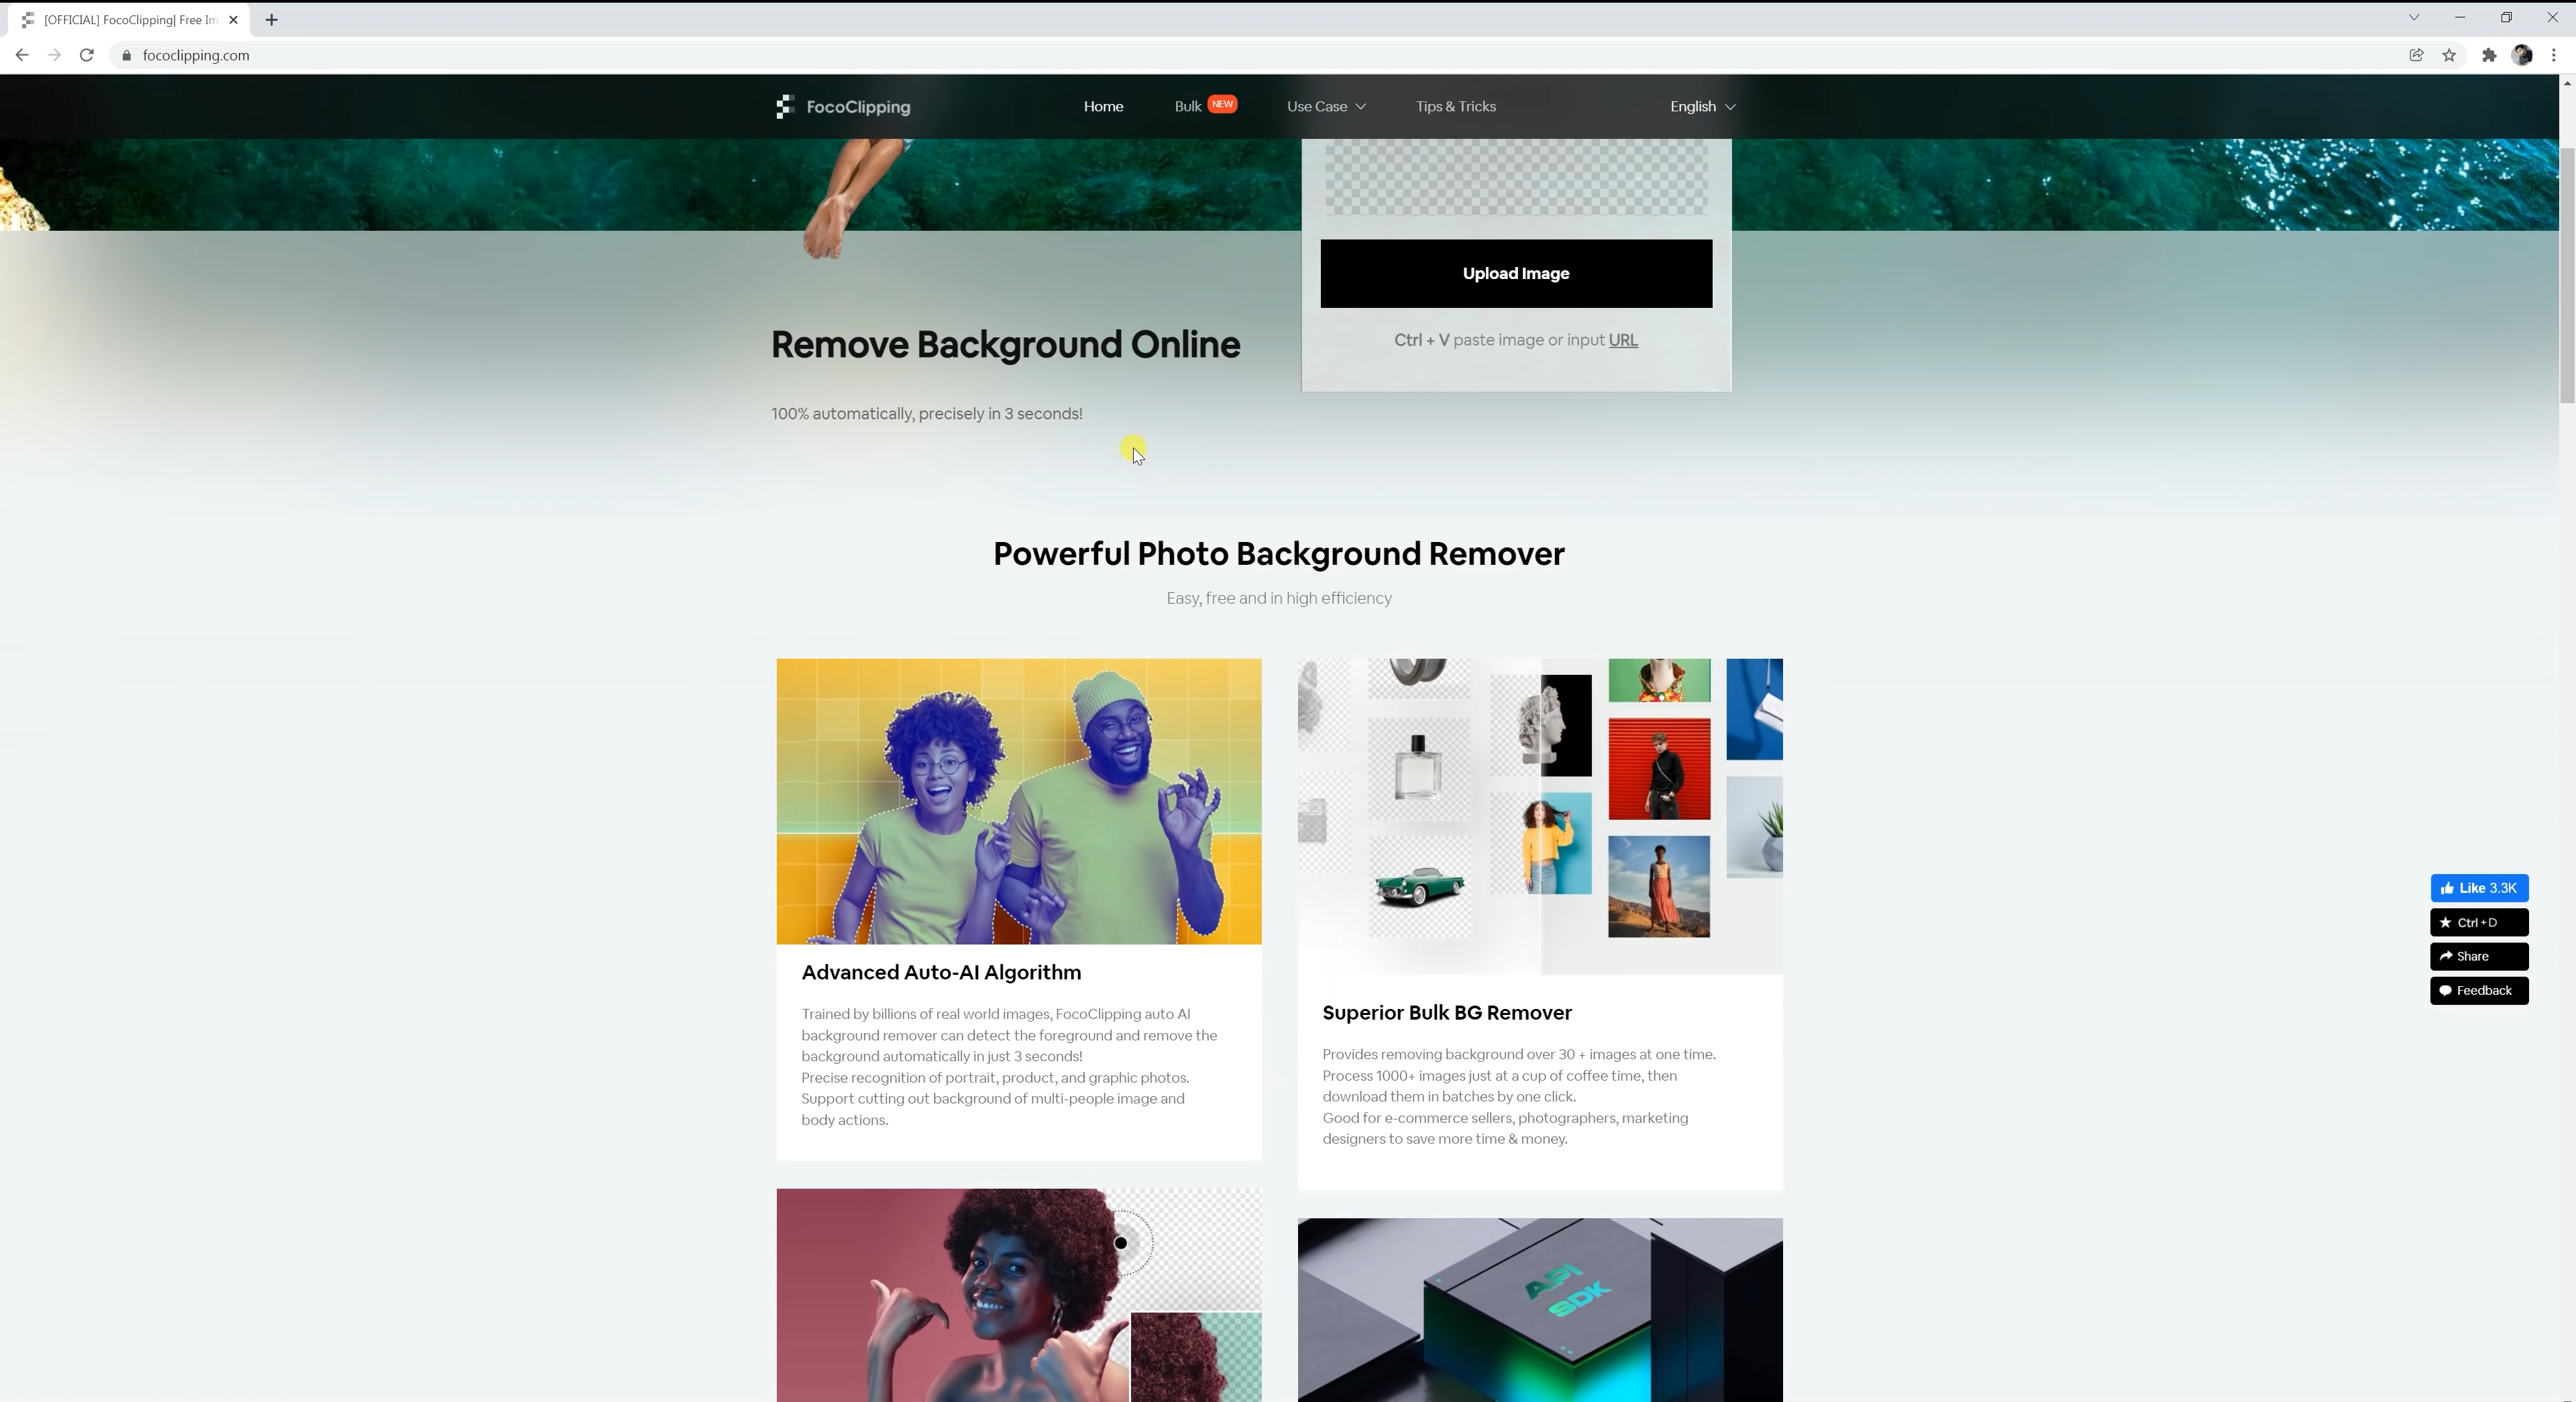 [OFFICIAL] FocoClipping| Free Im
fococlipping.com
FocoClipping
Home
Bulk NEW
Use Case
Tips & Tricks
English
Upload Image
Ctrl + V paste image or input URL
Remove Background Online
100% automatically, precisely in 3 seconds!
Powerful Photo Background Remover
Easy, free and in high efficiency
Advanced Auto-AI Algorithm
Trained by billions of real world images, FocoClipping auto AI
background remover can detect the foreground and remove the
background automatically in just 3 seconds!
Precise recognition of portrait, product, and graphic photos.
Support cutting out background of multi-people image and
body actions.
Superior Bulk BG Remover
Provides removing background over 30 + images at one time.
Process 1000+ images just at a cup of coffee time, then
download them in batches by one click.
Good for e-commerce sellers, photographers, marketing
designers to save more time & money.
Like 3.3K
Ctrl +D
Share
Feedback
API
SDK